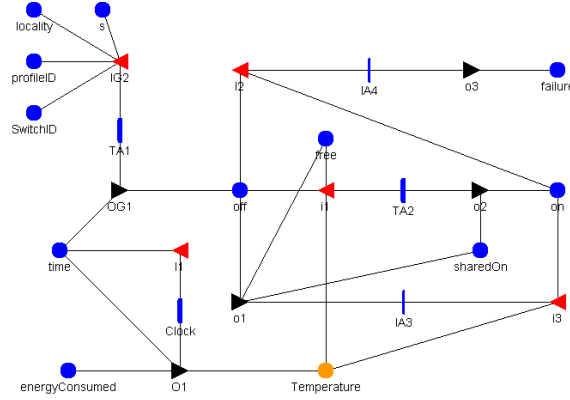 locality
s
profileID
IG2
I2
IA4
o3
failure
SwitchID
TA1
free
OG1
off
i1
TA2
o2
on
time
I1
sharedOn
Clock
o1
IA3
i3
energyConsumed
O1
Temperature